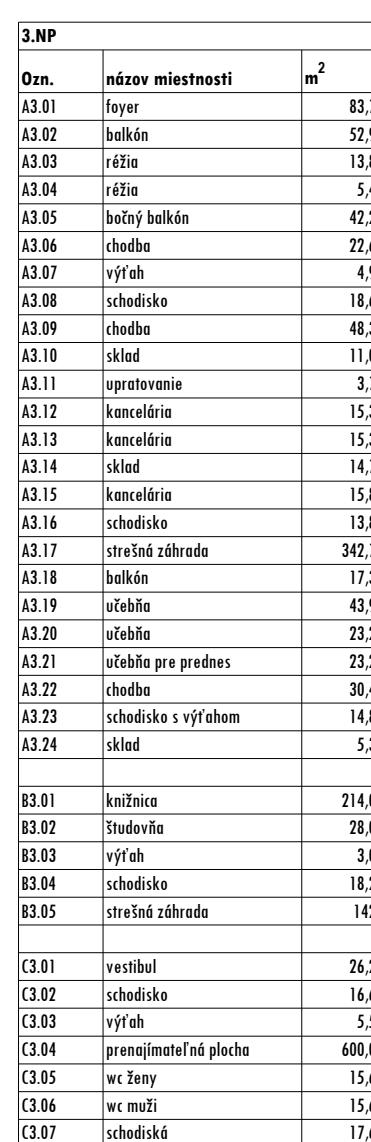 3.NP
Ozn. názov miestnosti m²
A3.01 foyer 83,
A3.02 balkón 52,
A3.03 réžia 13,
A3.04 réžia 5,
A3.05 bočný balkón 42,
A3.06 chodba 22,
A3.07 výťah 4,
A3.08 schodisko 18,
A3.09 chodba 48,
A3.10 sklad 11,
A3.11 upratovanie 3,
A3.12 kancelária 15,
A3.13 kancelária 15,
A3.14 sklad 14,
A3.15 kancelária 15,
A3.16 schodisko 13,
A3.17 strešná záhrada 342,
A3.18 balkón 17,
A3.19 učebňa 43,
A3.20 učebňa 23,
A3.21 učebňa pre prednes 23,
A3.22 chodba 30,
A3.23 schodisko s výťahom 14,
A3.24 sklad 5,
B3.01 knižnica 214,
B3.02 študovňa 28,
B3.03 výťah 3,
B3.04 schodisko 18,
B3.05 strešná záhrada 14
C3.01 vestibul 26,
C3.02 schodisko 16,
C3.03 výťah 5,
C3.04 prenajímateľná plocha 600,
C3.05 wc ženy 15,
C3.06 wc muži 15,
C3.07 schodiská 17,